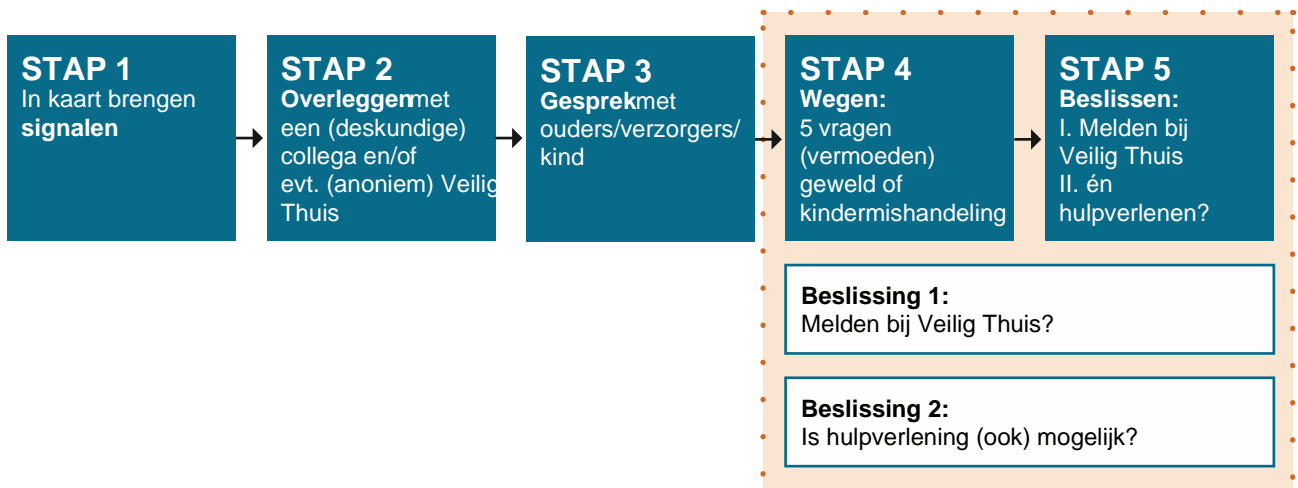 STAP 1
In kaart brengen
signalen
STAP 2
Overleggenmet
een (deskundige)
collega en/of
evt. (anoniem) Veilig
Thuis
STAP 3
Gesprekmet
ouders/verzorgers/
kind
STAP 4
Wegen:
5 vragen
(vermoeden)
geweld of
kindermishandeling
STAP 5
Beslissen:
I. Melden bij
Veilig Thuis
II. én
hulpverlenen?
Beslissing 1:
Melden bij Veilig Thuis?
Beslissing 2:
Is hulpverlening (ook) mogelijk?